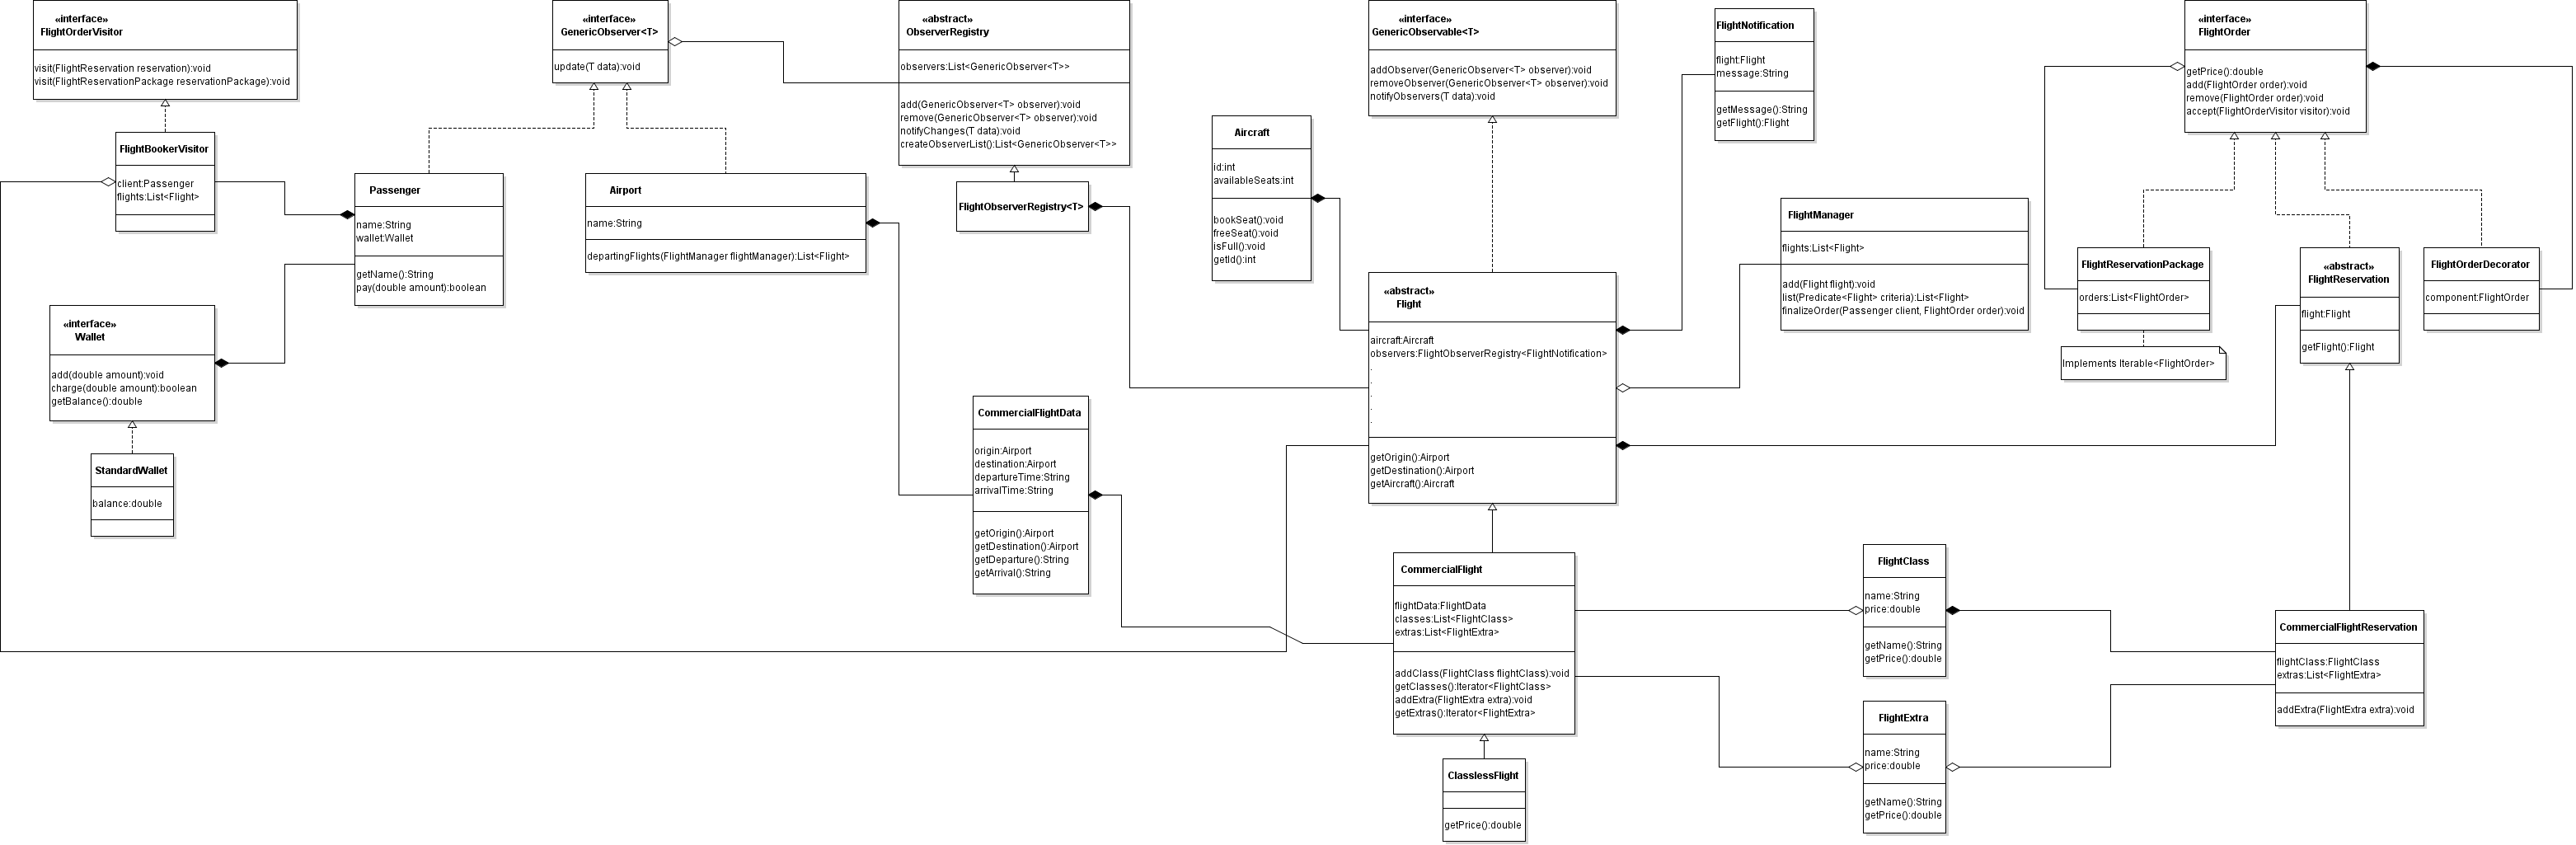 «interface»
FlightOrderVisitor
visit(FlightReservation reservation):void
visit(FlightReservationPackage reservationPackage):void
FlightBookerVisitor
client:Passenger
flights:List<Flight>
«interface»
GenericObserver<T>
update(T data):void
Passenger
name:String
wallet:Wallet
getName():String
pay(double amount):boolean
«interface»
Wallet
add(double amount):void
charge(double amount):boolean
getBalance():double
StandardWallet
balance:double
Airport
name:String
departingFlights(FlightManager flightManager):List<Flight>
«abstract»
ObserverRegistry
observers:List<GenericObserver<T>>
add(GenericObserver<T> observer):void
remove(GenericObserver<T> observer):void
notifyChanges(T data):void
createObserverList():List<GenericObserver<T>>
FlightObserverRegistry<T>
CommercialFlightData
origin:Airport
destination:Airport
departureTime:String
arrivalTime:String
getOrigin():Airport
getDestination():Airport
getDeparture():String
getArrival():String
Aircraft
id:int
availableSeats:int
bookSeat():void
freeSeat():void
isFull():void
getId():int
«interface»
GenericObservable<T>
addObserver(GenericObserver<T> observer):void
removeObserver(GenericObserver<T> observer):void
notifyObservers(T data):void
FlightNotification
flight:Flight
message:String
getMessage():String
getFlight():Flight
«abstract»
Flight
aircraft:Aircraft
observers:FlightObserverRegistry<FlightNotification>
.
.
.
.
.
getOrigin():Airport
getDestination():Airport
getAircraft():Aircraft
FlightManager
flights:List<Flight>
add(Flight flight):void
list(Predicate<Flight> criteria):List<Flight>
finalizeOrder(Passenger client, FlightOrder order):void
CommercialFlight
flightData:FlightData
classes:List<FlightClass>
extras:List<FlightExtra>
addClass(FlightClass flightClass):void
getClasses():Iterator<FlightClass>
addExtra(FlightExtra extra):void
getExtras():Iterator<FlightExtra>
ClasslessFlight
getPrice():double
FlightClass
name:String
price:double
getName():String
getPrice():double
FlightExtra
name:String
price:double
getName():String
getPrice():double
«interface»
FlightOrder
getPrice():double
add(FlightOrder order):void
remove(FlightOrder order):void
accept(FlightOrderVisitor visitor):void
FlightReservationPackage
orders:List<FlightOrder>
Implements Iterable<FlightOrder>
«abstract»
FlightReservation
flight:Flight
getFlight():Flight
FlightOrderDecorator
component:FlightOrder
CommercialFlightReservation
flightClass:FlightClass
extras:List<FlightExtra>
addExtra(FlightExtra extra):void